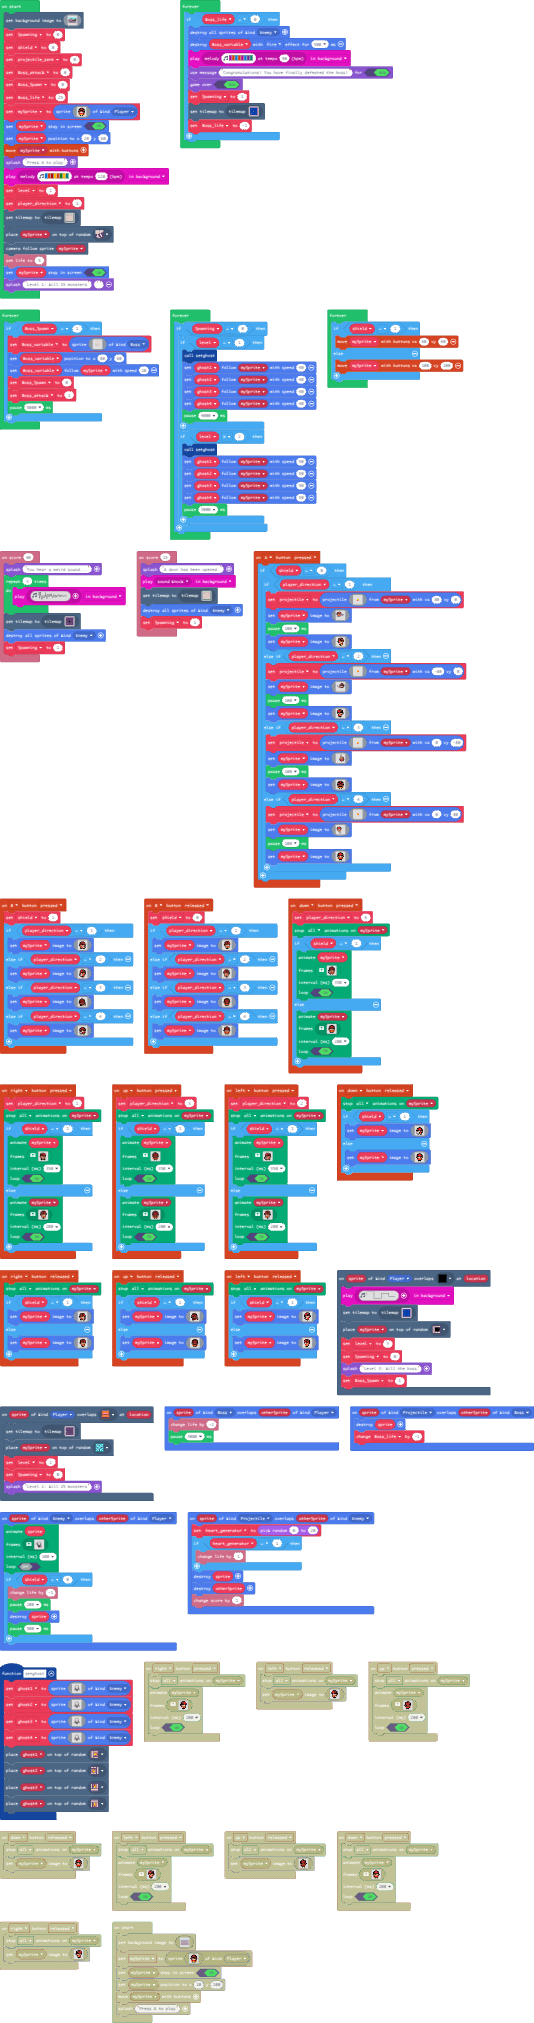 on start
set background image to
set Spawning to 0
set shield to 0
set projectile_zero to 0
set Boss_attack to 0
set Boss_Spawn to 0
set Boss_life to
set mySprite to sprite of kind Player
set mySprite stay in screen
set mySprite position to x y
move mySprite with buttons
splash "Press A to play"
play melody at tempo 120 (bpm) in background
set level to 1
set player_direction to 1
set tilemap to tilemap
place mySprite on top of random
camera follow sprite mySprite
set life to
set mySprite stay in screen
splash "Level 1: Kill 25 monsters"
forever
if Boss_life = 0 then
destroy all sprites of kind Enemy
destroy Boss_variable with fire effect for 500 ms
play melody at tempo (bpm) in background
use message "Congratulations! You have finally defeated the boss!" for
game over
set Spawning to
set tilemap to tilemap
set Boss_life to
forever
if Boss_Spawn = 1 then
set Boss_variable to sprite of kind Boss
set Boss_variable position to x y
set Boss_variable follow mySprite with speed
set Boss_Spawn to 0
set Boss_attack to 1
pause 5000 ms
forever
if Spawning = 0 then
if level = 1 then
call setghost
set ghost1 follow mySprite with speed
set ghost2 follow mySprite with speed
set ghost3 follow mySprite with speed
set ghost4 follow mySprite with speed
pause ms
if level = 2 then
call setghost
set ghost1 follow mySprite with speed
set ghost2 follow mySprite with speed
set ghost3 follow mySprite with speed
set ghost4 follow mySprite with speed
pause ms
forever
if shield = 1 then
move mySprite with buttons vx 50 vy 50
else
move mySprite with buttons vx 100 vy 100
on score
splash "You hear a weird sound..."
repeat times
do
play in background
set tilemap to tilemap
destroy all sprites of kind Enemy
set Spawning to 1
on score 25
splash "A door has been opened"
play sound knock in background
set tilemap to tilemap
destroy all sprites of kind Enemy
set Spawning to 1
on A button pressed
if shield = 0 then
if player_direction = 1 then
set projectile to projectile from mySprite with vx vy 0
set mySprite image to
pause 100 ms
set mySprite image to
else if player_direction = 2 then
set projectile to projectile from mySprite with vx vy 0
set mySprite image to
pause 100 ms
set mySprite image to
else if player_direction = 3 then
set projectile to projectile from mySprite with vx 0 vy
set mySprite image to
pause 100 ms
set mySprite image to
else if player_direction = 4 then
set projectile to projectile from mySprite with vx 0 vy
set mySprite image to
pause 100 ms
set mySprite image to
on B button pressed
set shield to 1
if player_direction = 1 then
set mySprite image to
else if player_direction = 2 then
set mySprite image to
else if player_direction = 3 then
set mySprite image to
else if player_direction = 4 then
set mySprite image to
on B button released
set shield to 0
if player_direction = 1 then
set mySprite image to
else if player_direction = 2 then
set mySprite image to
else if player_direction = 3 then
set mySprite image to
else if player_direction = 4 then
set mySprite image to
on down button pressed
set player_direction to 4
stop all animations on mySprite
if shield = 1 then
animate mySprite
frames
interval (ms) 200
loop
else
animate mySprite
frames
interval (ms) 200
loop
on right button pressed
set player_direction to 1
stop all animations on mySprite
if shield = 1 then
animate mySprite
frames
interval (ms) 200
loop
else
animate mySprite
frames
interval (ms) 200
loop
on up button pressed
set player_direction to 3
stop all animations on mySprite
if shield = 1 then
animate mySprite
frames
interval (ms) 200
loop
else
animate mySprite
frames
interval (ms) 200
loop
on left button pressed
set player_direction to 2
stop all animations on mySprite
if shield = 1 then
animate mySprite
frames
interval (ms) 200
loop
else
animate mySprite
frames
interval (ms) 200
loop
on down button released
stop all animations on mySprite
if shield = 1 then
set mySprite image to
else
set mySprite image to
on right button released
stop all animations on mySprite
if shield = 1 then
set mySprite image to
else
set mySprite image to
on up button released
stop all animations on mySprite
if shield = 1 then
set mySprite image to
else
set mySprite image to
on left button released
stop all animations on mySprite
if shield = 1 then
set mySprite image to
else
set mySprite image to
on sprite of kind Player overlaps at location
play in background
set tilemap to tilemap
place mySprite on top of random
set level to 3
set Spawning to 0
splash "Level 3: Kill the boss"
set Boss_Spawn to 1
on sprite of kind Player overlaps at location
set tilemap to tilemap
place mySprite on top of random
set level to 2
set Spawning to 0
splash "Level 2: Kill 25 monsters"
on sprite of kind Boss overlaps otherSprite of kind Player
change life by
pause ms
on sprite of kind Projectile overlaps otherSprite of kind Boss
destroy sprite
change Boss_life by -1
on sprite of kind Enemy overlaps otherSprite of kind Player
animate sprite
frames
interval (ms)
loop
if shield = 0 then
change life by -1
pause ms
destroy sprite
pause ms
on sprite of kind Projectile overlaps otherSprite of kind Enemy
set heart_generator to pick random to
if heart_generator = 1 then
change life by 1
destroy sprite
destroy otherSprite
change score by 1
function setghost
set ghost1 to sprite of kind Enemy
set ghost2 to sprite of kind Enemy
set ghost3 to sprite of kind Enemy
set ghost4 to sprite of kind Enemy
place ghost1 on top of random
place ghost2 on top of random
place ghost3 on top of random
place ghost4 on top of random
on right button pressed
stop all animations on mySprite
animate mySprite
frames
interval (ms) 200
loop
on left button released
stop all animations on mySprite
set mySprite image to
on up button pressed
stop all animations on mySprite
animate mySprite
frames
interval (ms) 200
loop
on down button released
stop all animations on mySprite
set mySprite image to
on left button pressed
stop all animations on mySprite
animate mySprite
frames
interval (ms) 200
loop
on up button released
stop all animations on mySprite
set mySprite image to
on down button pressed
stop all animations on mySprite
animate mySprite
frames
interval (ms) 200
loop
on right button released
stop all animations on mySprite
set mySprite image to
on start
set background image to
set mySprite to sprite of kind Player
set mySprite stay in screen
set mySprite position to x y
move mySprite with buttons
splash "Press A to play"